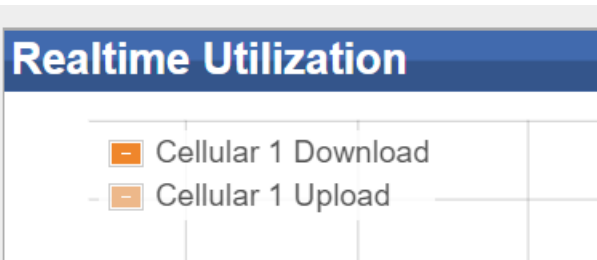 Realtime Utilization
Cellular 1 Download
Cellular 1 Upload